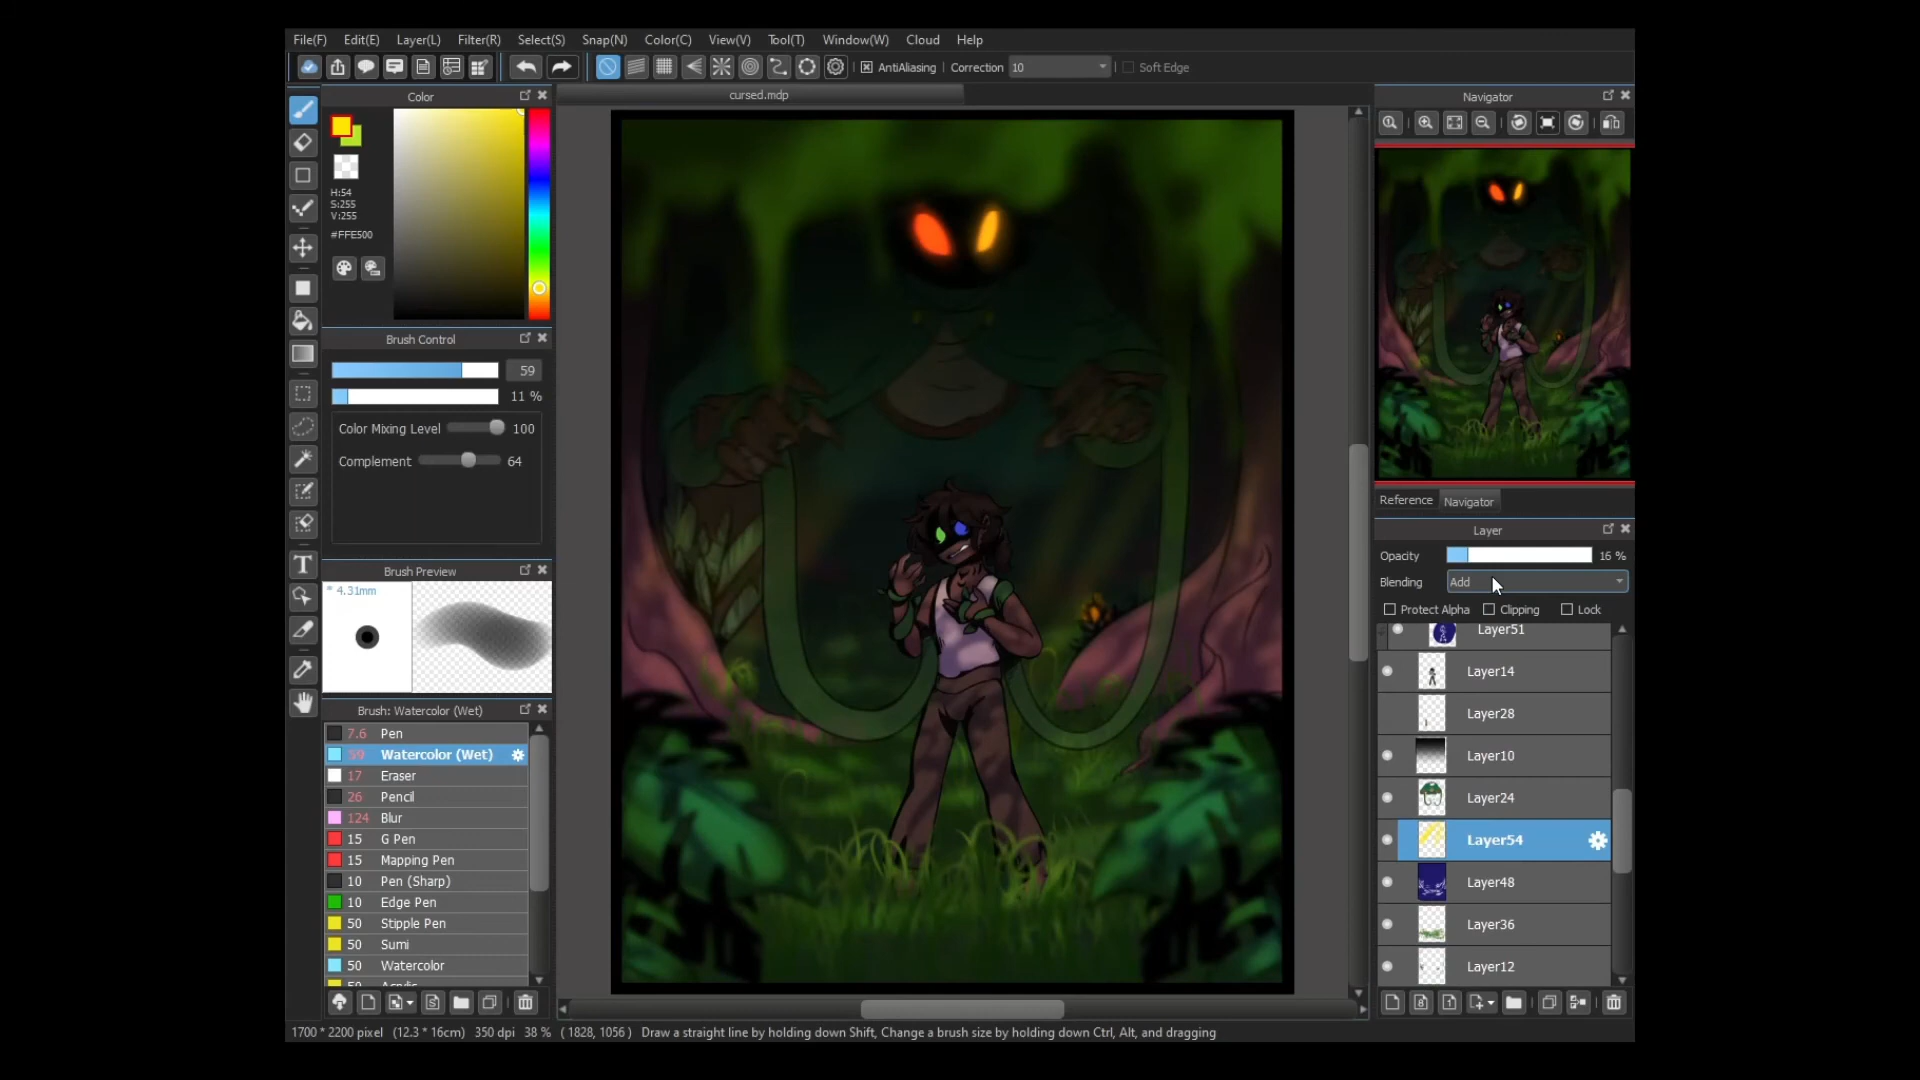 File(F) Edit(E) Layer(L) Filter(R) Select(S) Snap(N) Color(C) View(V) Tool(T) Window(W) Cloud Help
AntiAliasing Correction 10 Soft Edge
Color
cursed.mdp
Navigator
H:54
S:255
V:255
#FFE500
Brush Control
59
11 %
Color Mixing Level 100
Complement 64
Reference Navigator
Layer
Opacity 16 %
Blending Add
Protect Alpha Clipping Lock
Brush Preview
* 4.31mm
Layer51
Layer14
Layer28
Layer10
Layer24
Layer54
Layer48
Layer36
Layer12
Brush: Watercolor (Wet)
7.6 Pen
59 Watercolor (Wet)
17 Eraser
26 Pencil
124 Blur
15 G Pen
15 Mapping Pen
10 Pen (Sharp)
10 Edge Pen
50 Stipple Pen
50 Sumi
50 Watercolor
1700 * 2200 pixel (12.3 * 16cm) 350 dpi 38 % ( 1828, 1056 ) Draw a straight line by holding down Shift, Change a brush size by holding down Ctrl, Alt, and dragging